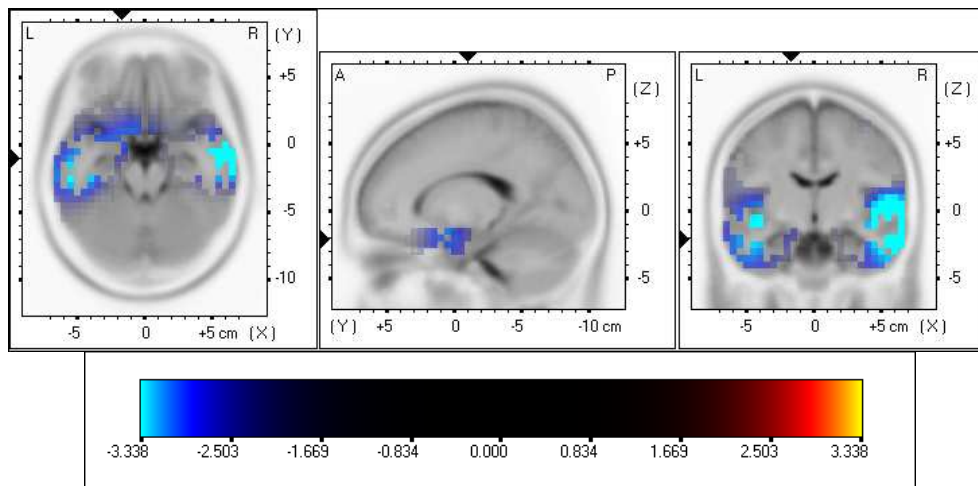 L R (Y)
+5
0
-5
-10
-5 0 +5 cm (X)
A P (Z)
+5
0
-5
(Y) +5 0 -5 -10 cm
L R (Z)
+5
0
-5
-5 0 +5 cm (X)
-3.338 -2.503 -1.669 -0.834 0.000 0.834 1.669 2.503 3.338